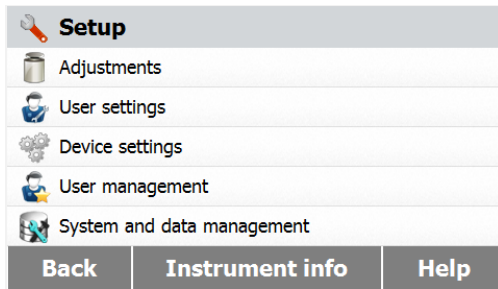 Setup
Adjustments
User settings
Device settings
User management
System and data management
Back Instrument info Help